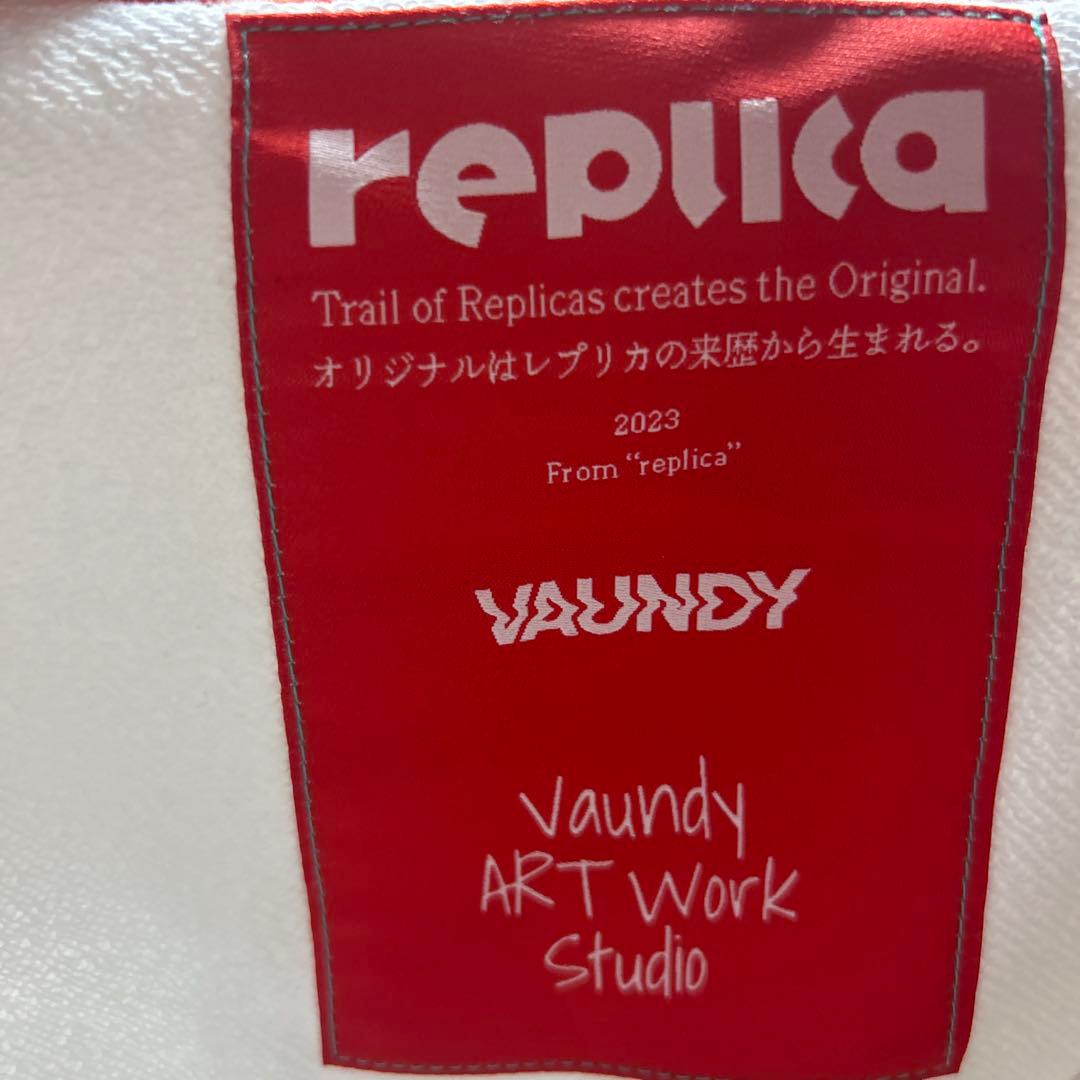 replica
Trail of Replicas creates the Original.
オリジナルはレプリカの来歴から生まれる。
2023
From “replica”
VAUNDY
Vaundy
ART Work
Studio